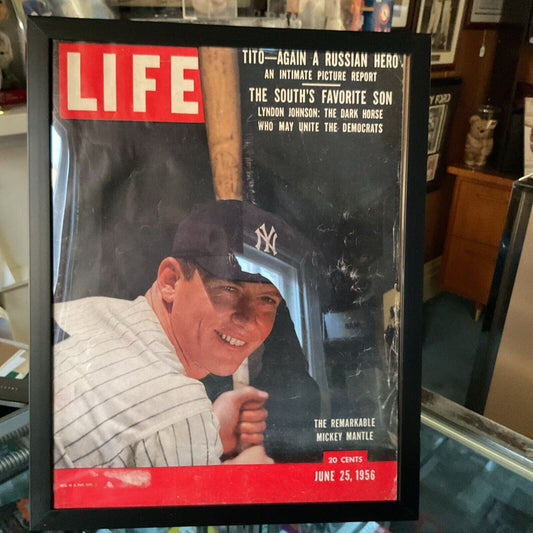 LIFE
TITO—AGAIN A RUSSIAN HERO
AN INTIMATE PICTURE REPORT
THE SOUTH'S FAVORITE SON
LYNDON JOHNSON: THE DARK HORSE
WHO MAY UNITE THE DEMOCRATS
NY
THE REMARKABLE
MICKEY MANTLE
20 CENTS
JUNE 25, 1956
FORD